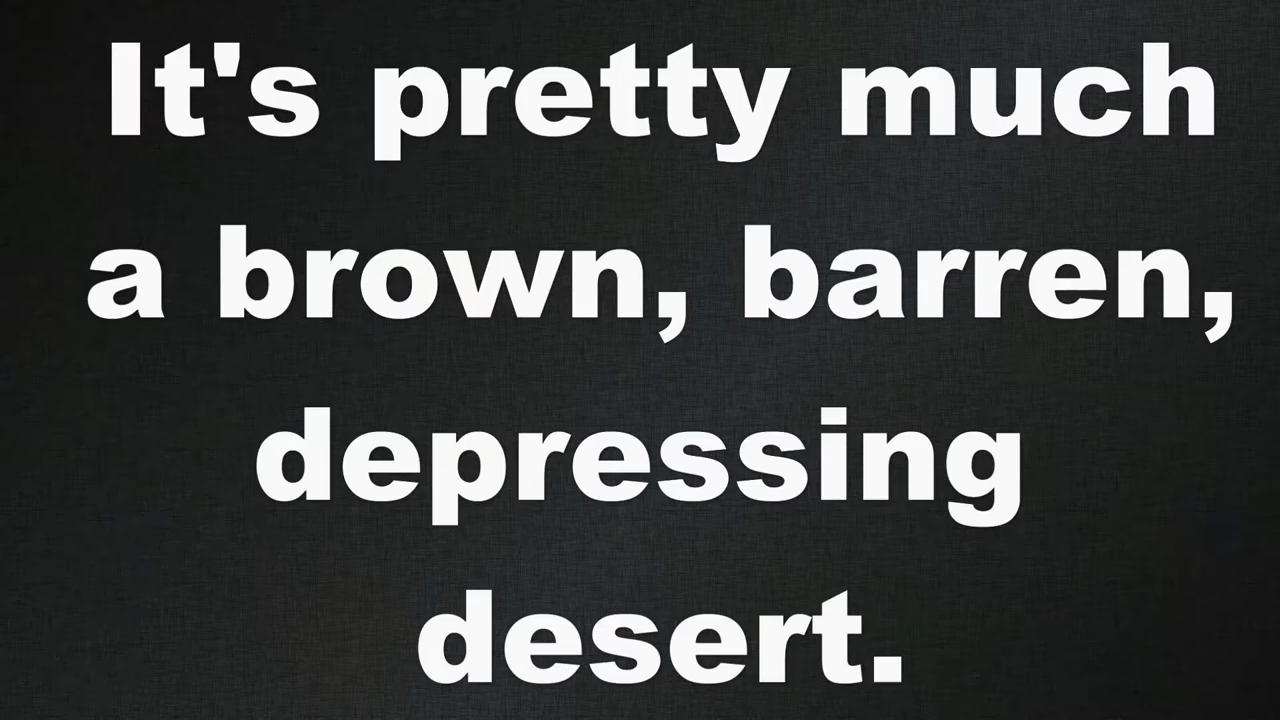 It's pretty much
a brown, barren,
depressing
desert.